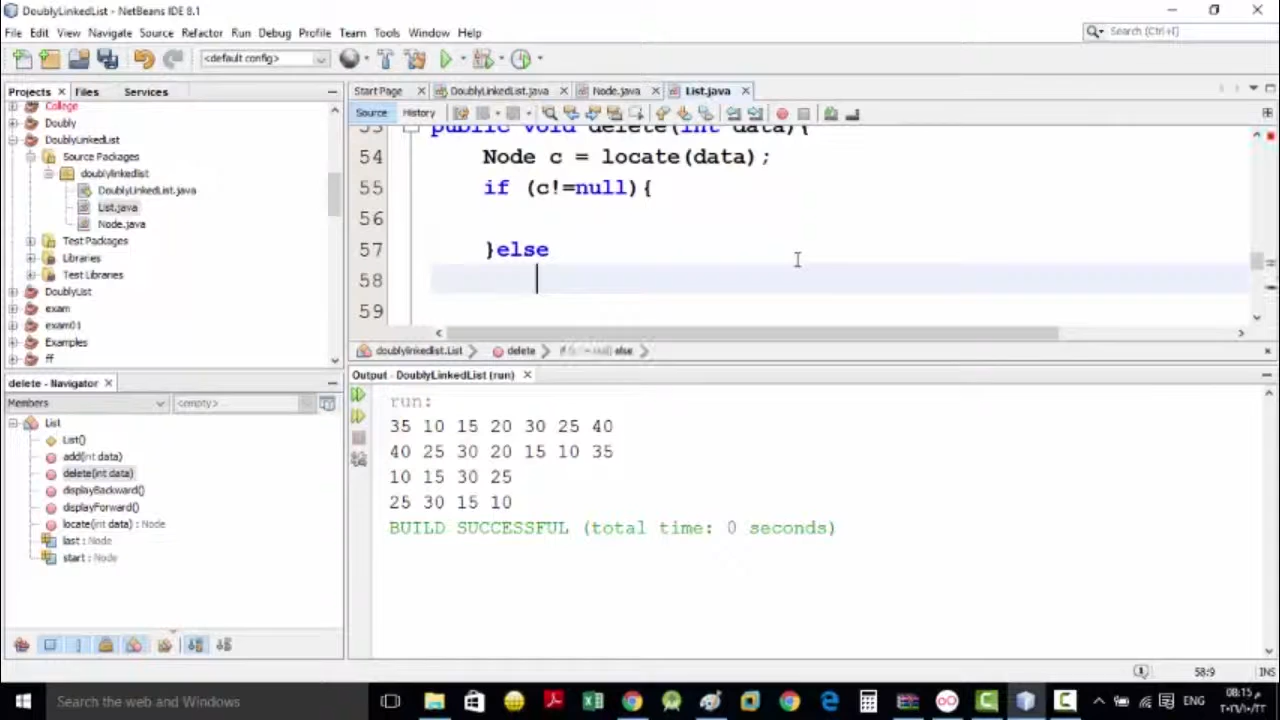 DoublyLinkedList - NetBeans IDE 8.1
File Edit View Navigate Source Refactor Run Debug Profile Team Tools Window Help
Search (Ctrl+I)
<default config>
Projects Files Services
College
Doubly
DoublyLinkedList
Source Packages
doublylinkedlist
DoublyLinkedList.java
List.java
Node.java
Test Packages
Libraries
Test Libraries
DoublyList
exam
exam01
Examples
ff
Start Page DoublyLinkedList.java Node.java List.java
Source History
53 public void delete(int data){
54 Node c = locate(data);
55 if (c!=null){
56
57 }else
58
59
doublylinkedlist.List delete else
delete - Navigator
Members <empty>
List
List()
add(int data)
delete(int data)
displayBackward()
displayForward()
locate(int data) : Node
last : Node
start : Node
Output - DoublyLinkedList (run)
run:
35 10 15 20 30 25 40
40 25 30 20 15 10 35
10 15 30 25
25 30 15 10
BUILD SUCCESSFUL (total time: 0 seconds)
58:9 INS
Search the web and Windows
ENG
08:15 م